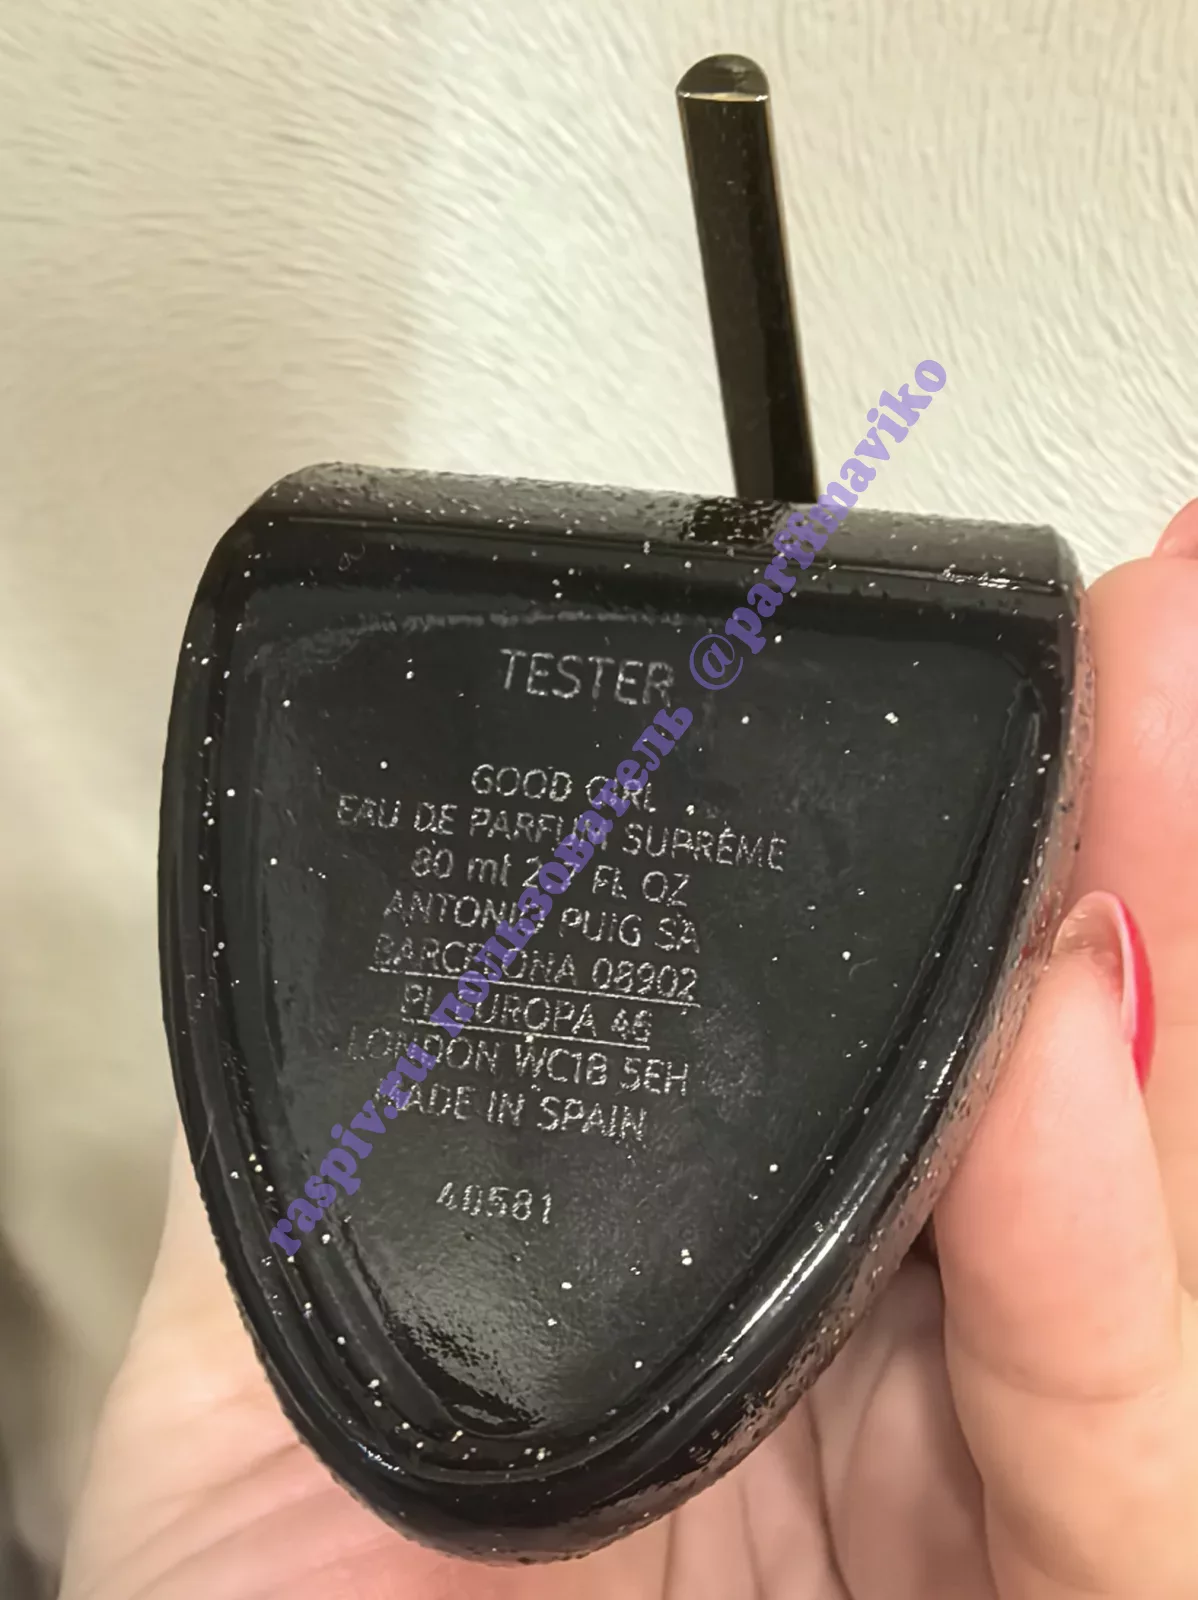 TESTER
GOOD GIRL
EAU DE PARFUM SUPRÊME
80 ml 2,7 FL OZ
ANTONIO PUIG SA
BARCELONA 08902
PL EUROPA 46
LONDON WC1B 5EH
MADE IN SPAIN
40581
raspiv.ru пользователь @parfimaviko